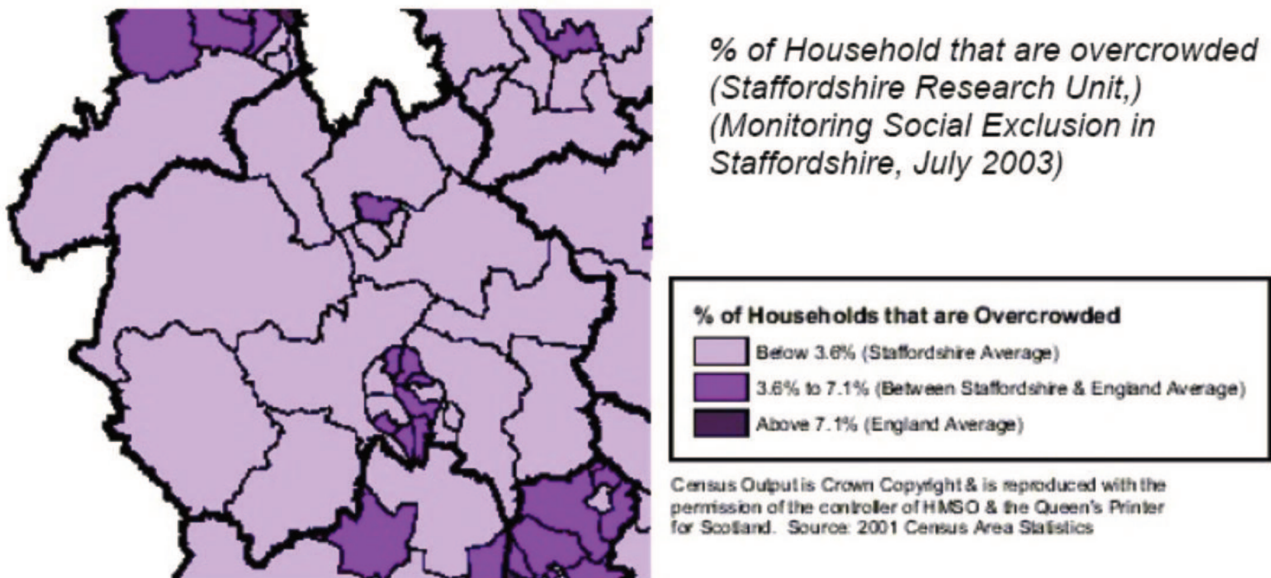 % of Household that are overcrowded
(Staffordshire Research Unit,)
(Monitoring Social Exclusion in
Staffordshire, July 2003)
% of Households that are Overcrowded
Below 3.6% (Staffordshire Average)
3.6% to 7.1% (Between Staffordshire & England Average)
Above 7.1% (England Average)
Census Output is Crown Copyright & is reproduced with the
permission of the controller of HMSO & the Queen's Printer
for Scotland. Source: 2001 Census Area Statistics